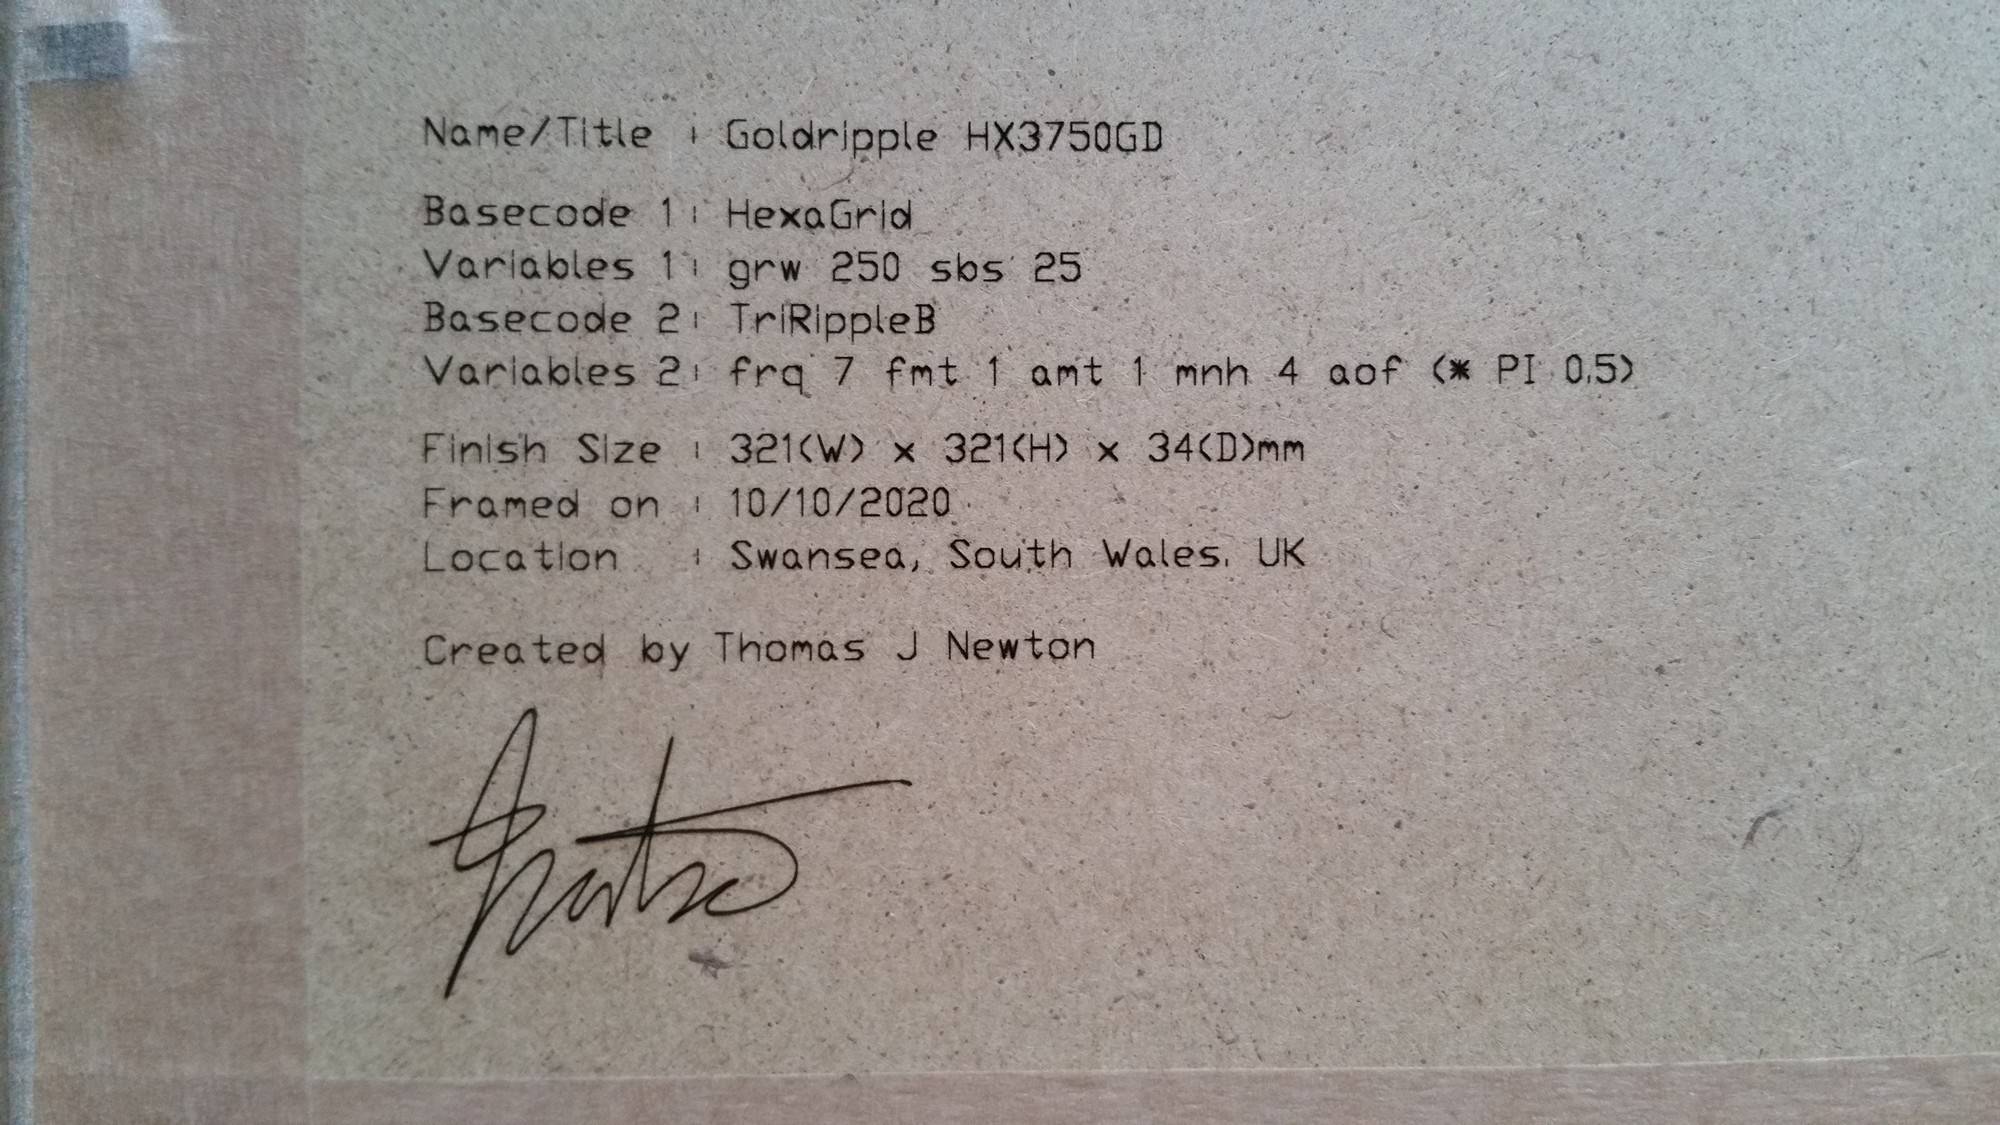 Name/Title : Goldripple HX3750GD
Basecode 1: HexaGrid
Variables 1: grw 250 sbs 25
Basecode 2: TriRippleB
Variables 2: frq 7 fmt 1 amt 1 mnh 4 aof (* PI 0.5)
Finish Size : 321(W) x 321(H) x 34(D)mm
Framed on : 10/10/2020
Location : Swansea, South Wales, UK
Created by Thomas J Newton